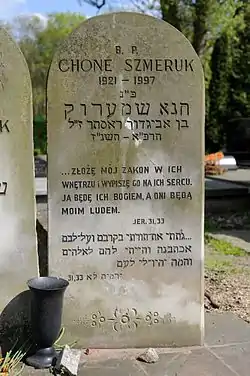 B. P.
CHONE SZMERUK
1921 – 1997
פ"נ
חנא שמערוק
בן אביגדור
תרפ"א – תשנ"ז
...ZŁOŻĘ MÓJ ZAKON W ICH
WNĘTRZU I WYPISZĘ GO NA ICH SERCU.
JA BĘDĘ ICH BOGIEM, A ONI BĘDĄ
MOIM LUDEM.
JER. 31,33
...נתתי את תורתי בקרבם ועל לבם
אכתבנה והייתי להם לאלהים
והמה יהיו לי לעם
ירמיה לא 31,33